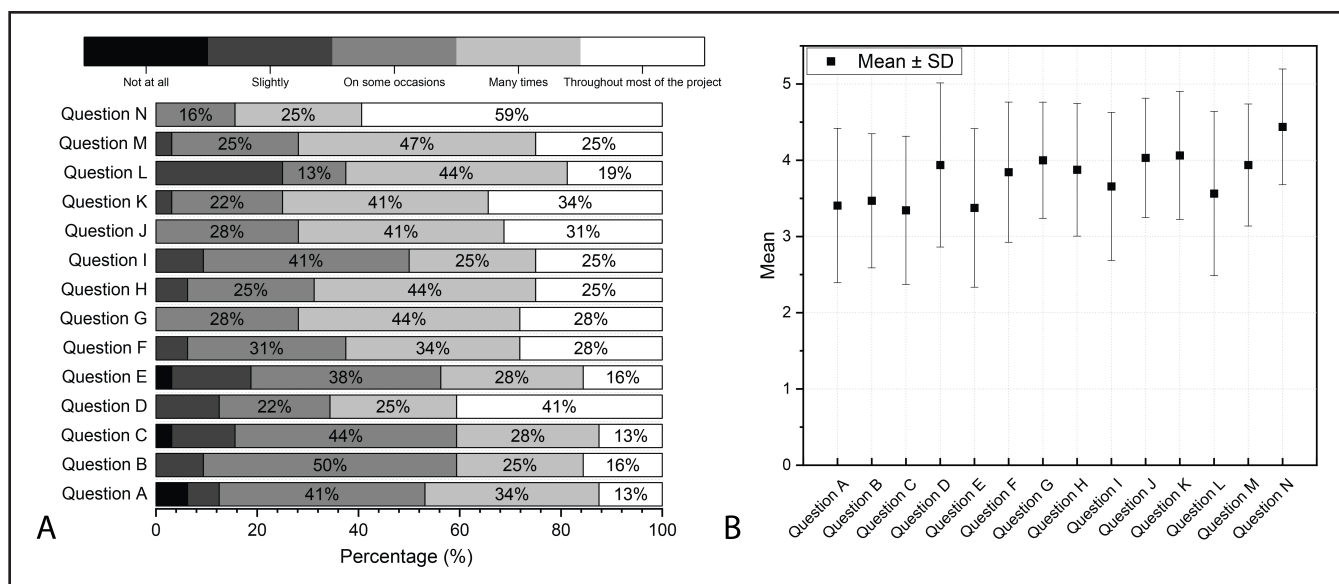 Not at all Slightly On some occasions Many times Throughout most of the project
Question N 16% 25% 59%
Question M 25% 47% 25%
Question L 13% 44% 19%
Question K 22% 41% 34%
Question J 28% 41% 31%
Question I 41% 25% 25%
Question H 25% 44% 25%
Question G 28% 44% 28%
Question F 31% 34% 28%
Question E 38% 28% 16%
Question D 22% 25% 41%
Question C 44% 28% 13%
Question B 50% 25% 16%
Question A 41% 34% 13%
0 20 40 60 80 100
Percentage (%)
A
Mean ± SD
5
4
3
2
1
0
Mean
Question A
Question B
Question C
Question D
Question E
Question F
Question G
Question H
Question I
Question J
Question K
Question L
Question M
Question N
B